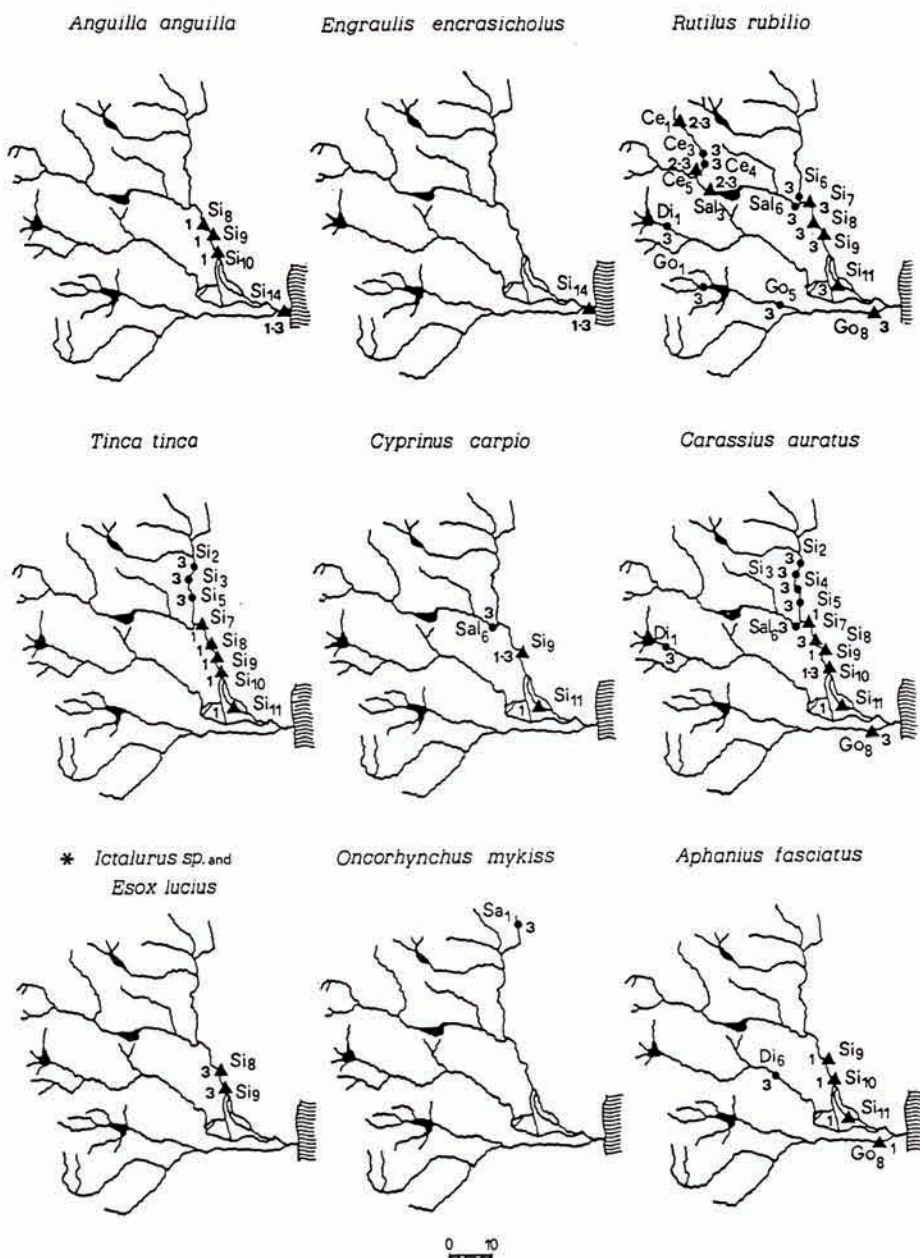 Anguilla anguilla
Si8
1
Si9
1
Si10
1
Si14
1-3
Engraulis encrasicholus
Si14
1-3
Rutilus rubilio
Ce1
2-3
Ce3
3
3
Ce4
2-3
Ce5
2-3
Sal3
Sal6
3
Si6
3
Si7
3
Si8
3
Si9
3
Si11
3
Di1
3
Go1
3
Go5
3
Go8
3
Tinca tinca
Si2
3
Si3
3
Si5
Si7
1
Si8
1
Si9
1
Si10
1
Si11
1
Cyprinus carpio
3
Sal6
Si9
1-3
Si11
1
Carassius auratus
Si2
3
Si3
3
Si4
3
Si5
Sal6
3
Si7
3
Si8
1
Si9
1-3
Si10
Si11
1
Di1
3
Go8
3
* Ictalurus sp. and
Esox lucius
Si8
3
Si9
3
Oncorhynchus mykiss
Sa1
3
Aphanius fasciatus
Si9
1
Si10
1
Si11
1
Di6
3
Go8
1
0 10